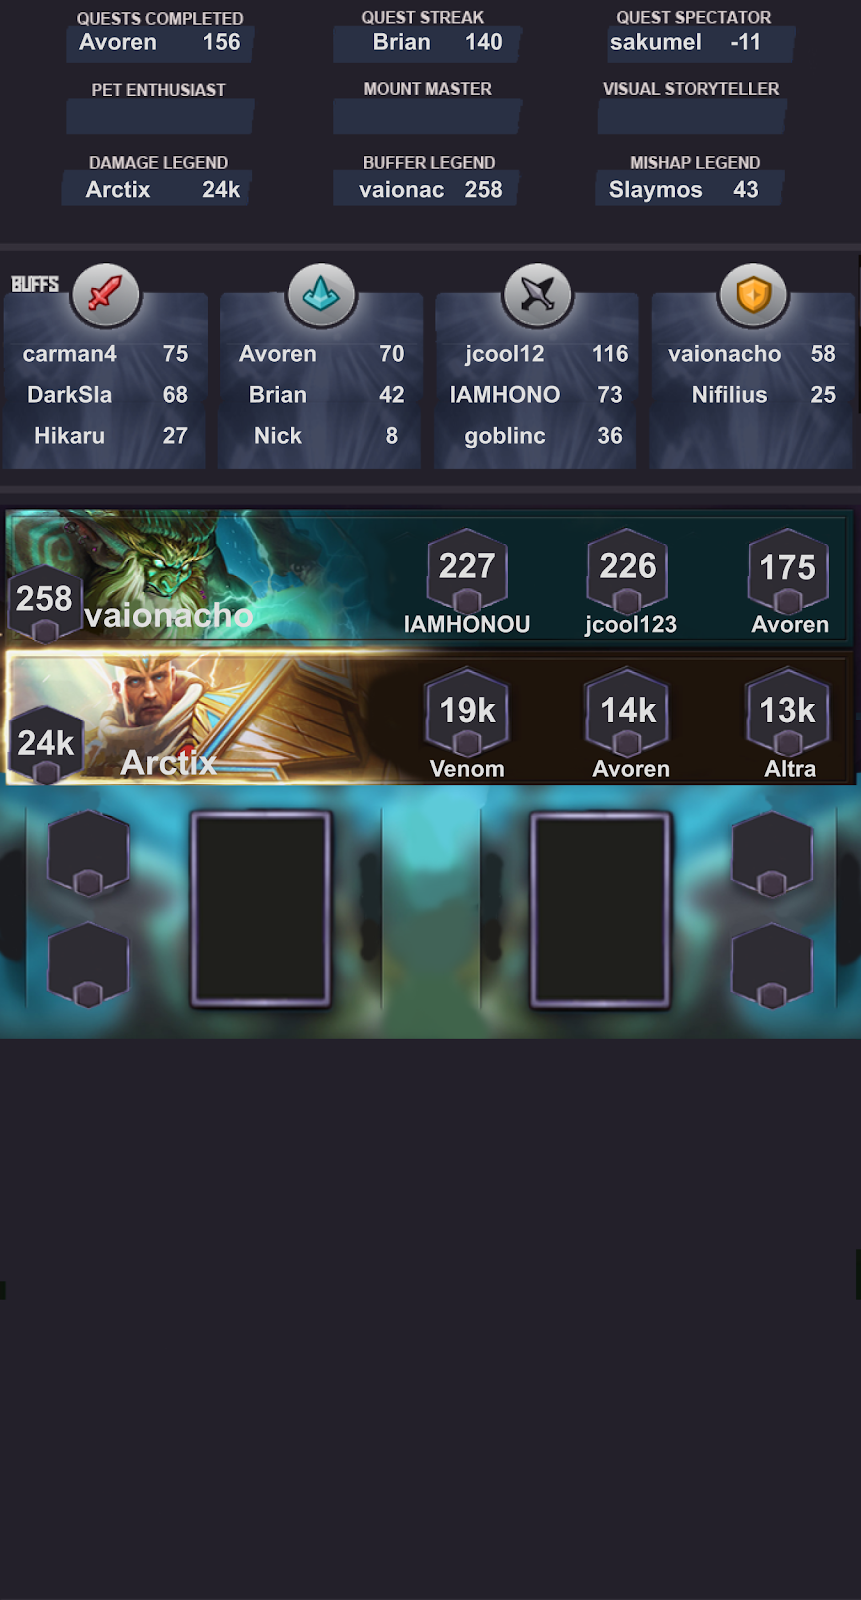 QUESTS COMPLETED QUEST STREAK QUEST SPECTATOR
Avoren 156 Brian 140 sakumel -11
PET ENTHUSIAST MOUNT MASTER VISUAL STORYTELLER
DAMAGE LEGEND BUFFER LEGEND MISHAP LEGEND
Arctix 24k vaionac 258 Slaymos 43
BUFFS
carman4 75 Avoren 70 jcool12 116 vaionacho 58
DarkSla 68 Brian 42 IAMHONO 73 Nifilius 25
Hikaru 27 Nick 8 goblinc 36
227 226 175
258 vaionacho IAMHONOU jcool123 Avoren
19k 14k 13k
24k Arctix Venom Avoren Altra